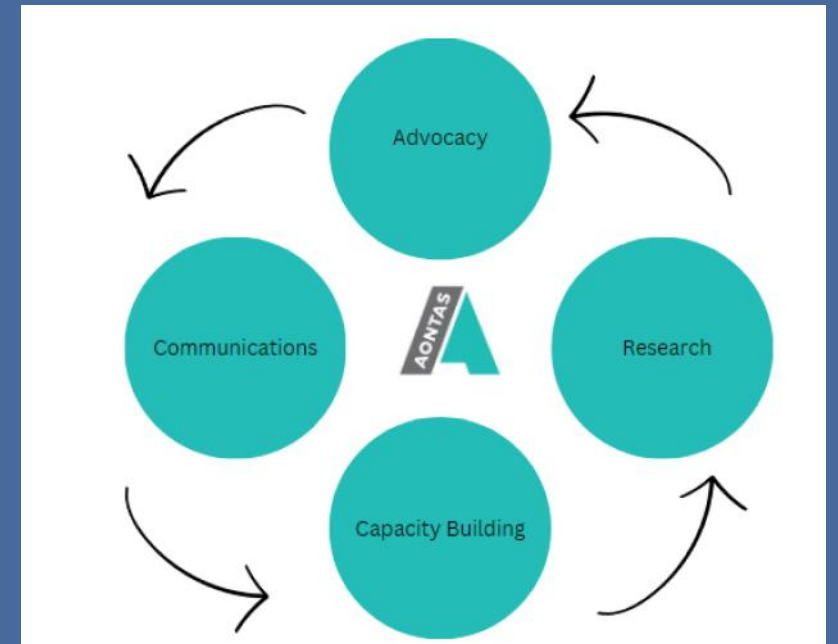 Advocacy
Communications
AONTAS
Research
Capacity Building